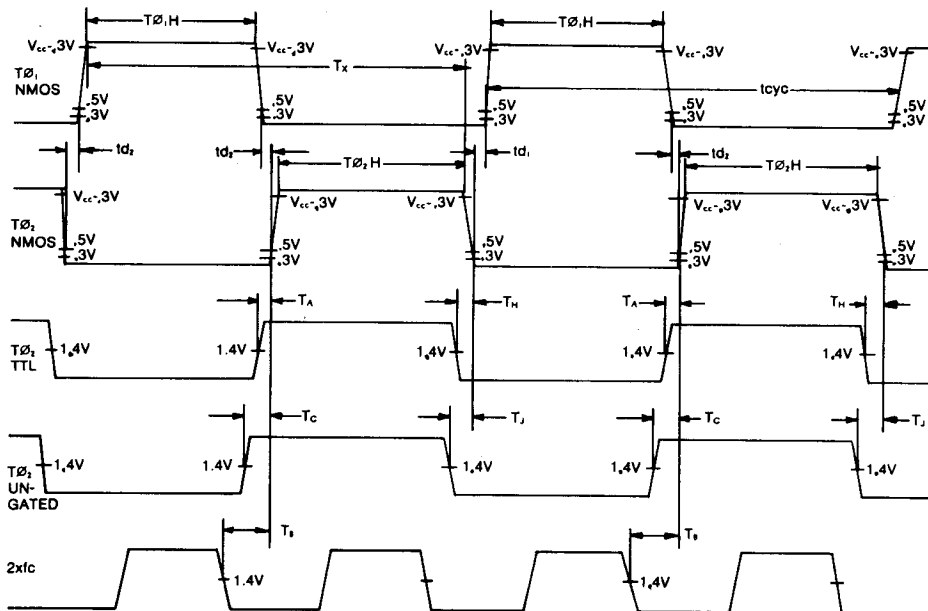 TØ₁H TØ₁H
Vcc-.3V Vcc-.3V Vcc-.3V Vcc-.3V Vcc-.3V
Tx
TØ₁
NMOS
tcyc
.5V .5V .5V .5V .5V
.3V .3V .3V .3V .3V
td₂ td₂ td₁ td₂
TØ₂H TØ₂H
Vcc-.3V Vcc-.3V Vcc-.3V Vcc-.3V Vcc-.3V
TØ₂
NMOS
.5V .5V .5V .5V .5V
.3V .3V .3V .3V .3V
TA TH TA TH
TØ₂
TTL
1.4V 1.4V 1.4V 1.4V 1.4V
TC TJ TC TJ
TØ₂
UN-
GATED
1.4V 1.4V 1.4V 1.4V 1.4V
TB TB
2xfc
1.4V 1.4V